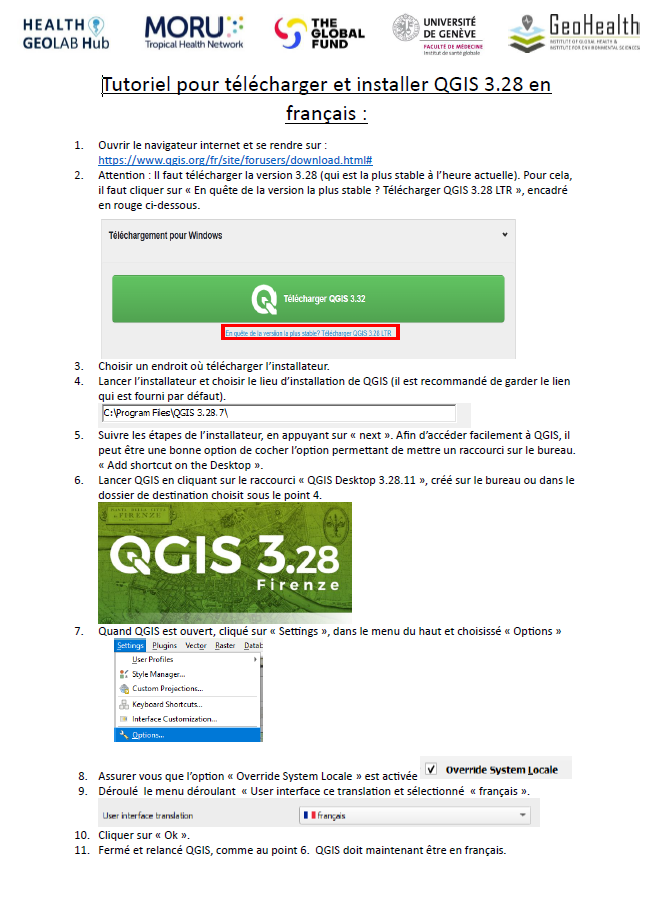 HEALTH
GEOLAB Hub
MORU
Tropical Health Network
THE
GLOBAL
FUND
UNIVERSITÉ
DE GENÈVE
FACULTÉ DE MÉDECINE
Institut de santé globale
GeoHealth
INSTITUTE OF GLOBAL HEALTH &
INSTITUTE FOR ENVIRONMENTAL SCIENCES
Tutoriel pour télécharger et installer QGIS 3.28 en
français :
1. Ouvrir le navigateur internet et se rendre sur :
https://www.qgis.org/fr/site/forusers/download.html#
2. Attention : Il faut télécharger la version 3.28 (qui est la plus stable à l'heure actuelle). Pour cela,
il faut cliquer sur « En quête de la version la plus stable ? Télécharger QGIS 3.28 LTR », encadré
en rouge ci-dessous.
Téléchargement pour Windows
Télécharger QGIS 3.32
En quête de la version la plus stable? Télécharger QGIS 3.28 LTR
3. Choisir un endroit où télécharger l'installateur.
4. Lancer l'installateur et choisir le lieu d'installation de QGIS (il est recommandé de garder le lien
qui est fourni par défaut).
C:\Program Files\QGIS 3.28.7\
5. Suivre les étapes de l'installateur, en appuyant sur « next ». Afin d'accéder facilement à QGIS, il
peut être une bonne option de cocher l'option permettant de mettre un raccourci sur le bureau.
« Add shortcut on the Desktop ».
6. Lancer QGIS en cliquant sur le raccourci « QGIS Desktop 3.28.11 », créé sur le bureau ou dans le
dossier de destination choisit sous le point 4.
FIRENZE
QGIS 3.28
Firenze
7. Quand QGIS est ouvert, cliqué sur « Settings », dans le menu du haut et choisissé « Options »
Settings Plugins Vector Raster Datab
User Profiles
Style Manager...
Custom Projections...
Keyboard Shortcuts...
Interface Customization...
Options...
8. Assurer vous que l'option « Override System Locale » est activée Override System Locale
9. Déroulé le menu déroulant « User interface ce translation et sélectionné « français ».
User interface translation français
10. Cliquer sur « Ok ».
11. Fermé et relancé QGIS, comme au point 6. QGIS doit maintenant être en français.